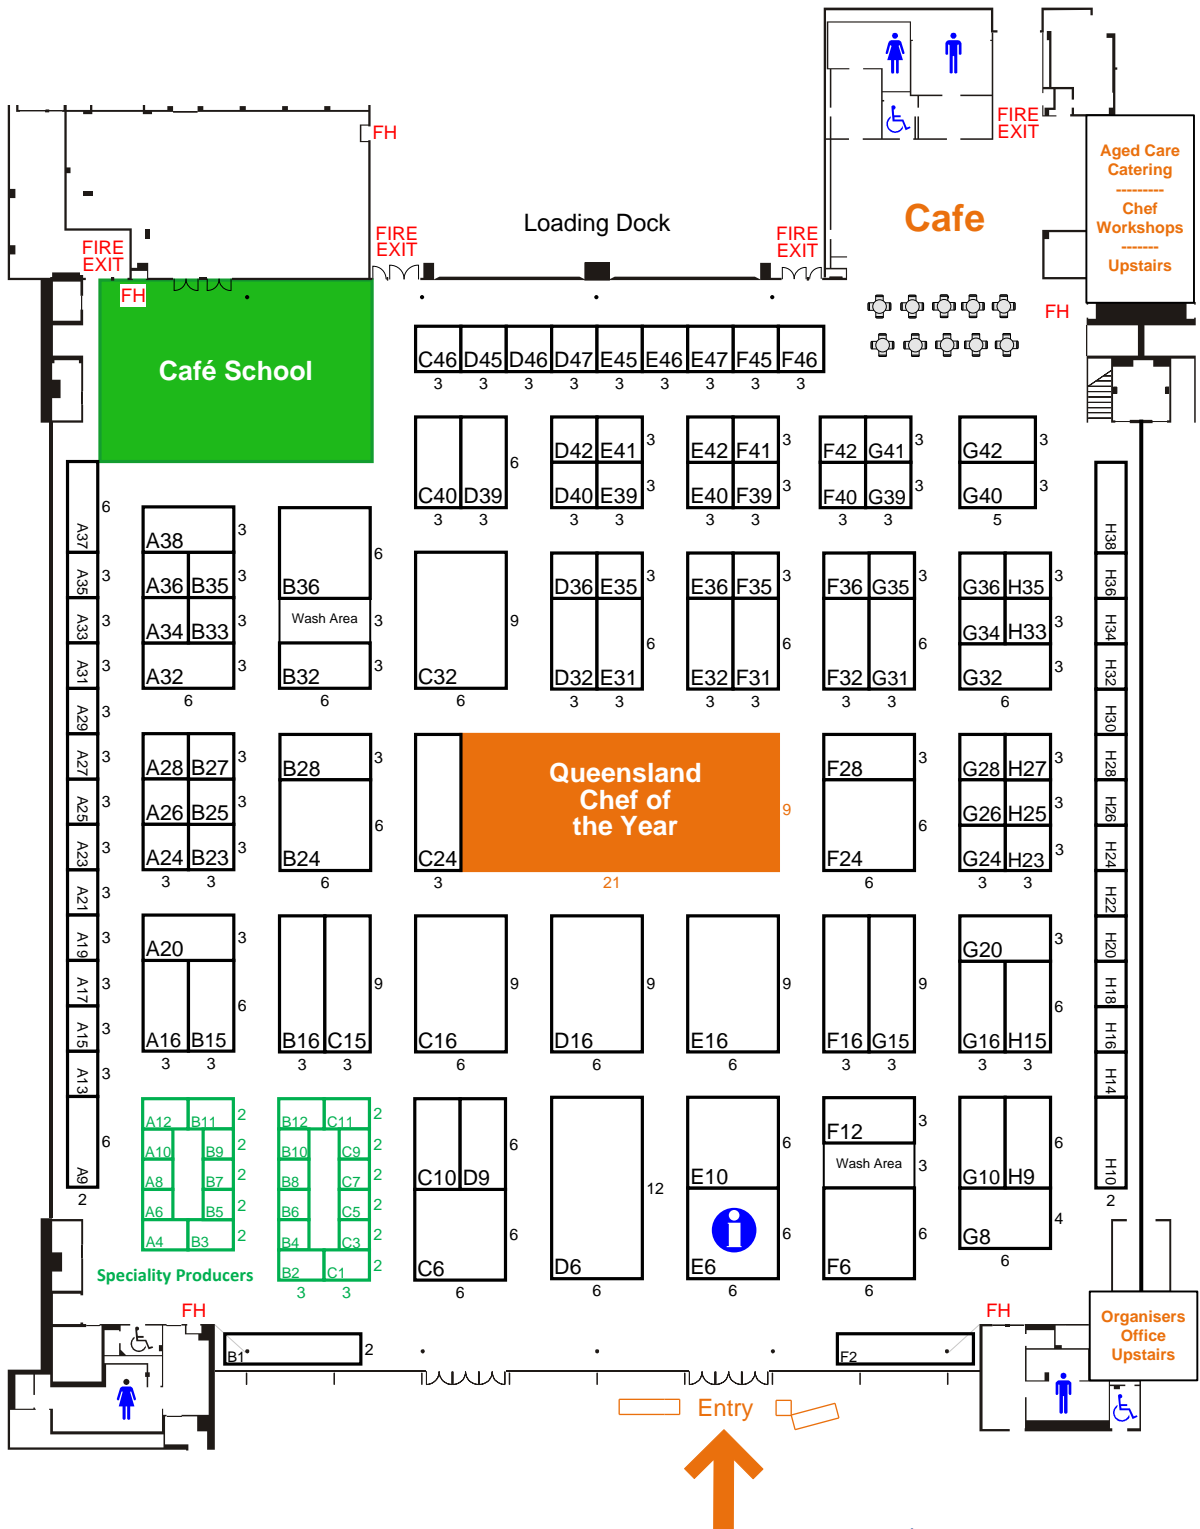 FIRE
EXIT
FH
Aged Care
Catering
---------
Chef
Workshops
-------
Upstairs
Cafe
Loading Dock
FIRE
EXIT
FIRE
EXIT
FIRE
EXIT
FH
FH
Café School
C46 D45 D46 D47 E45 E46 E47 F45 F46
3 3 3 3 3 3 3 3 3
D42 E41 3 E42 F41 3 F42 G41 3 G42 3
6
C40 D39 D40 E39 3 E40 F39 3 F40 G39 3 G40 3
3 3 3 3 3 3 3 3 5
A37 6
A38 3
B36 6
H38
A35 3
A36 B35 3
D36 E35 3 E36 F35 3 F36 G35 3 G36 H35 3
H36
A33 3
A34 B33 3
Wash Area 3
C32 9
G34 H33 3
H34
A31 3
A32 3
B32 3
D32 E31 6 E32 F31 6 F32 G31 6 G32 3
H32
6 6 6 3 3 3 3 3 3 6
A29 3
H30
A27 3
A28 B27 3
B28 3
Queensland
Chef of
the Year
9
F28 3
G28 H27 3
H28
A25 3
A26 B25 3
G26 H25 3
H26
A23 3
A24 B23 3
B24 6
C24
F24 6
G24 H23 3
H24
3 3 6 3 21 6 3 3
A21 3
H22
A19 3
A20 3
G20 3
H20
A17 3
H18
A15 3
A16 B15 6
B16 C15 9
C16 9
D16 9
E16 9
F16 G15 9
G16 H15 6
H16
3 3 3 3 6 6 6 3 3 3 3
A13 3
H14
A12 B11 2
B12 C11 2
F12 3
A10 B9 2
B10 C9 2
A9 6
C10 D9 6
E10 6
Wash Area 3
G10 H9 6
H10
A8 B7 2
B8 C7 2
2
2
A6 B5 2
B6 C5 2
A4 B3 2
B4 C3 2
G8 4
6
B2 C1 2
3 3
C6 6
D6 12
E6 6
F6 6
6 6 6 6
Speciality Producers
FH
FH
B1 2
F2
Organisers
Office
Upstairs
Entry